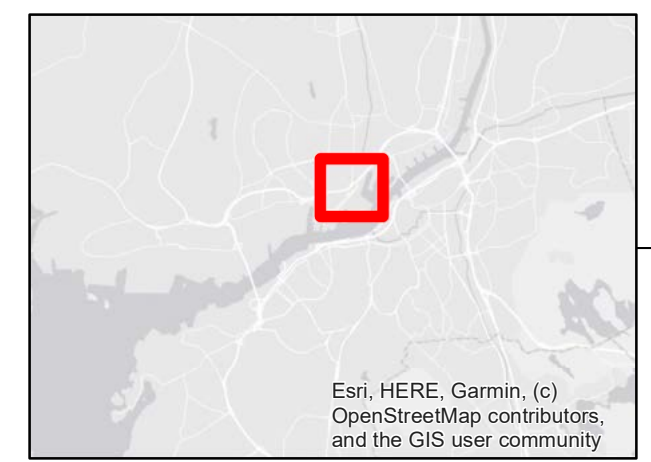 Esri, HERE, Garmin, (c)
OpenStreetMap contributors,
and the GIS user community